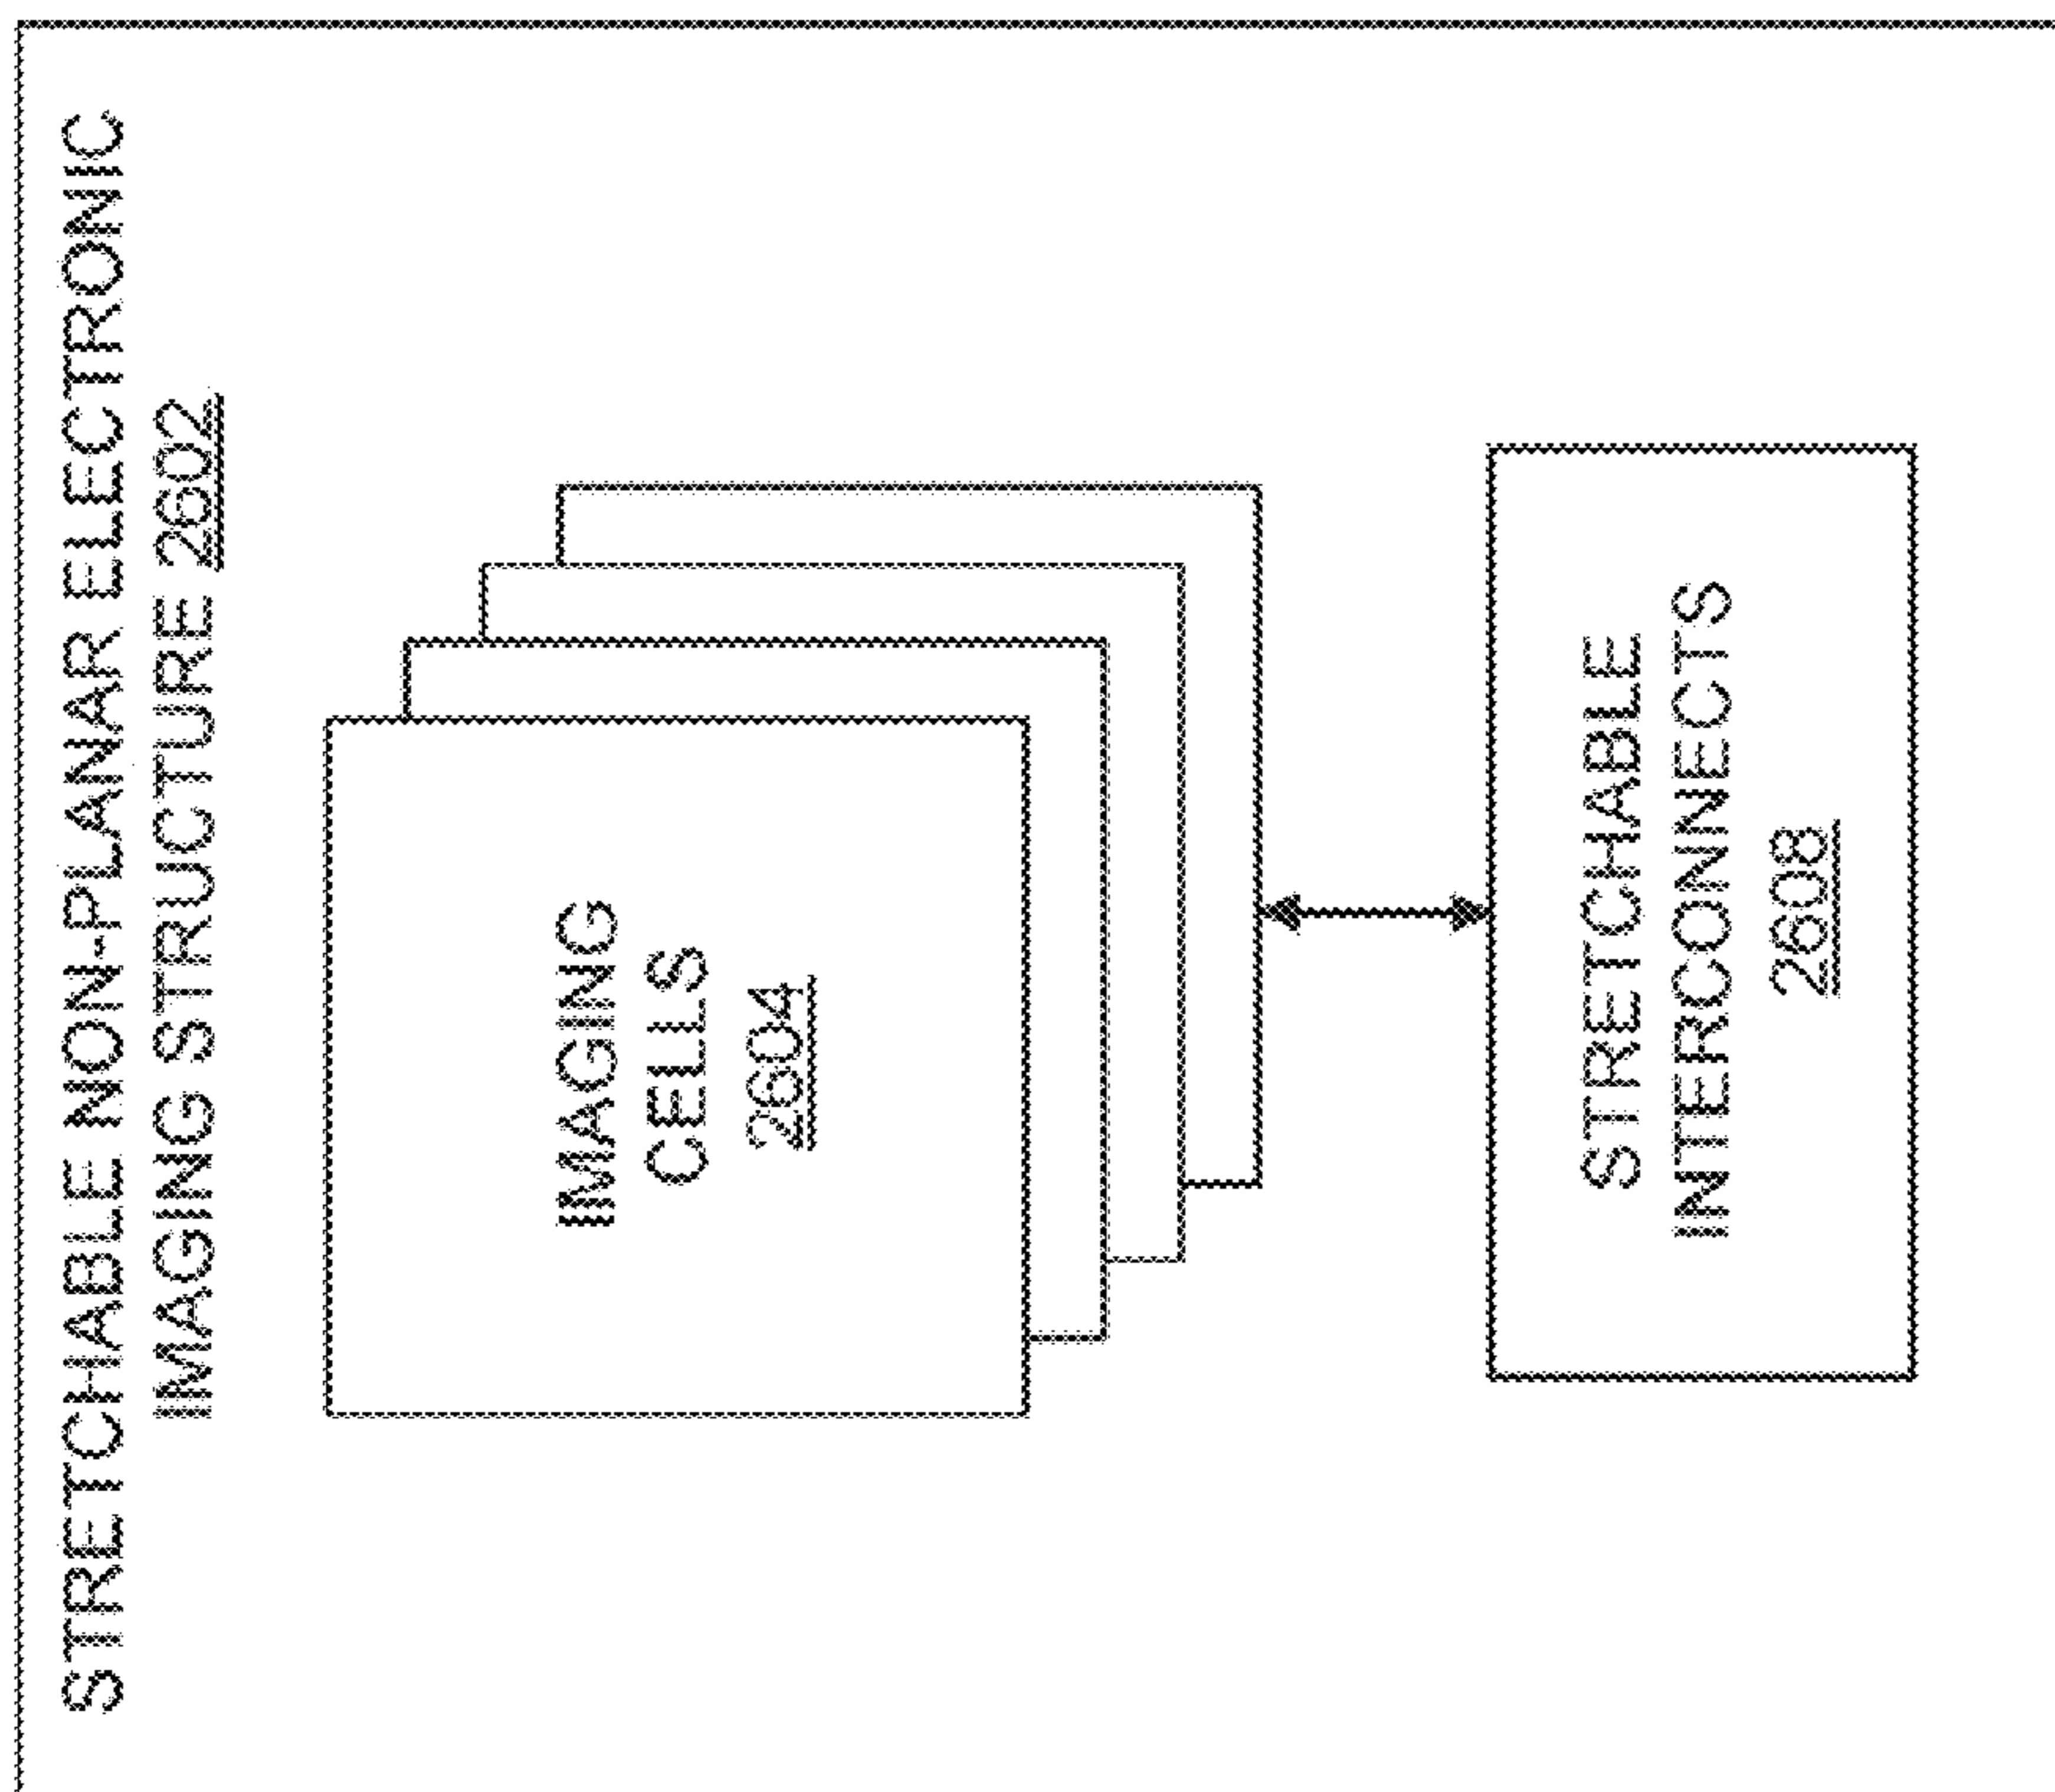 STRETCHABLE NON-PLANAR ELECTRONIC
IMAGING STRUCTURE 2602
IMAGING
CELLS
2604
STRETCHABLE
INTERCONNECTS
2608